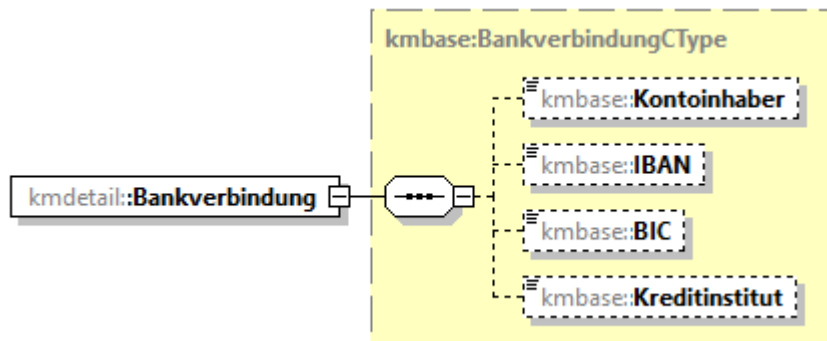 kmbase:BankverbindungCType
kmbase::Kontoinhaber
kmbase::IBAN
kmdetail::Bankverbindung
kmbase::BIC
kmbase::Kreditinstitut